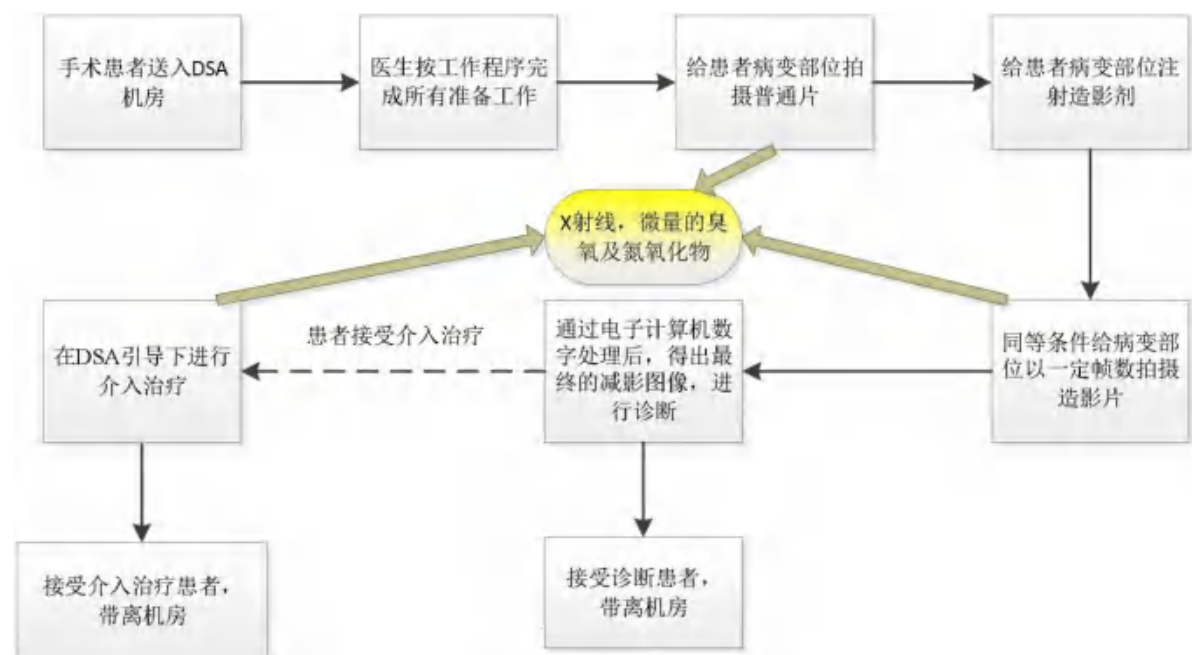 手术患者送入DSA
机房
医生按工作程序完
成所有准备工作
给患者病变部位拍
摄普通片
给患者病变部位注
射造影剂
X射线，微量的臭
氧及氮氧化物
在DSA引导下进行
介入治疗
患者接受介入治疗
通过电子计算机数
字处理后，得出最
终的减影图像，进
行诊断
同等条件给病变部
位以一定帧数拍摄
造影片
接受介入治疗患者，
带离机房
接受诊断患者，
带离机房